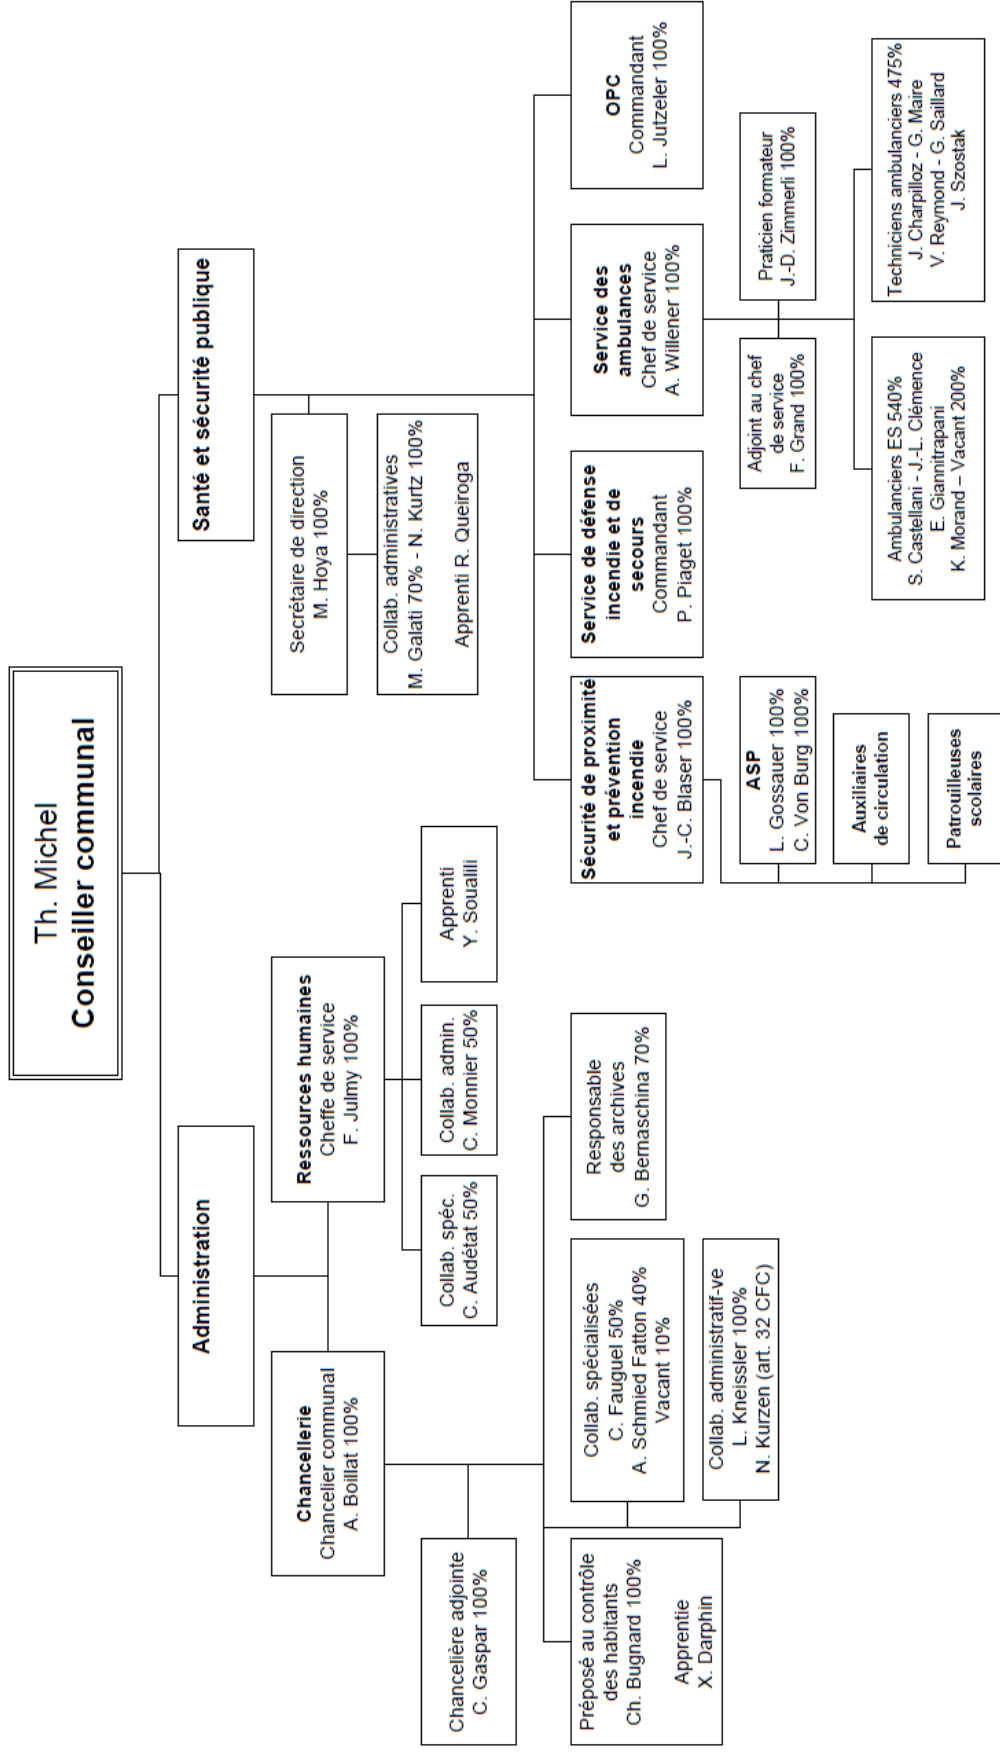 Th. Michel
Conseiller communal
Administration
Santé et sécurité publique
Chancellerie
Chancelier communal
A. Boillat 100%
Ressources humaines
Cheffe de service
F. Julmy 100%
Chancelière adjointe
C. Gaspar 100%
Collab. spéc.
C. Audétat 50%
Collab. admin.
C. Monnier 50%
Apprenti
Y. Soualili
Préposé au contrôle
des habitants
Ch. Bugnard 100%
Apprentie
X. Darphin
Collab. spécialisées
C. Fauguel 50%
A. Schmied Fatton 40%
Vacant 10%
Collab. administratif-ve
L. Kneissler 100%
N. Kurzen (art. 32 CFC)
Responsable
des archives
G. Bernaschina 70%
Secrétaire de direction
M. Hoya 100%
Collab. administratives
M. Galati 70% - N. Kurtz 100%
Apprenti R. Queiroga
Sécurité de proximité
et prévention
incendie
Chef de service
J.-C. Blaser 100%
ASP
L. Gossauer 100%
C. Von Burg 100%
Auxiliaires
de circulation
Patrouilleuses
scolaires
Service de défense
incendie et de
secours
Commandant
P. Piaget 100%
Service des
ambulances
Chef de service
A. Willener 100%
Adjoint au chef
de service
F. Grand 100%
Praticien formateur
J.-D. Zimmerli 100%
Ambulanciers ES 540%
S. Castellani - J.-L. Clémence
E. Giannitrapani
K. Morand – Vacant 200%
Techniciens ambulanciers 475%
J. Charpilloz - G. Maire
V. Reymond - G. Saillard
J. Szostak
OPC
Commandant
L. Jutzeler 100%